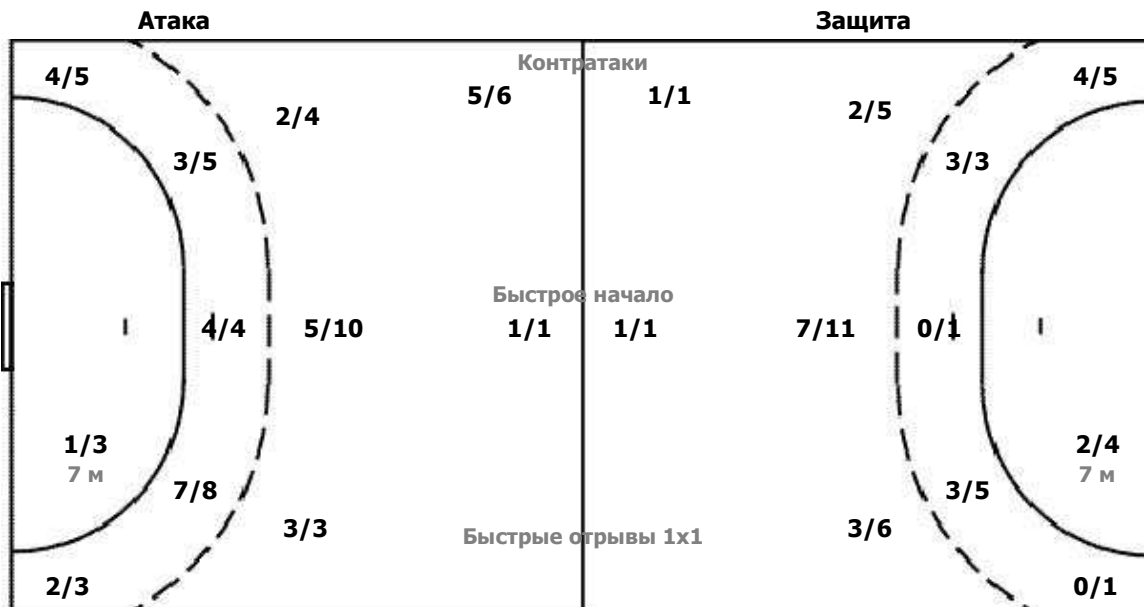 Атака Защита
Контратаки
4/5 4/5
5/6 1/1
2/4 2/5
3/5 3/3
Быстрое начало
4/4 5/10 1/1 1/1 7/11 0/1
1/3 2/4
7 м 7 м
7/8 3/5
3/3 Быстрые отрывы 1x1 3/6
2/3 0/1